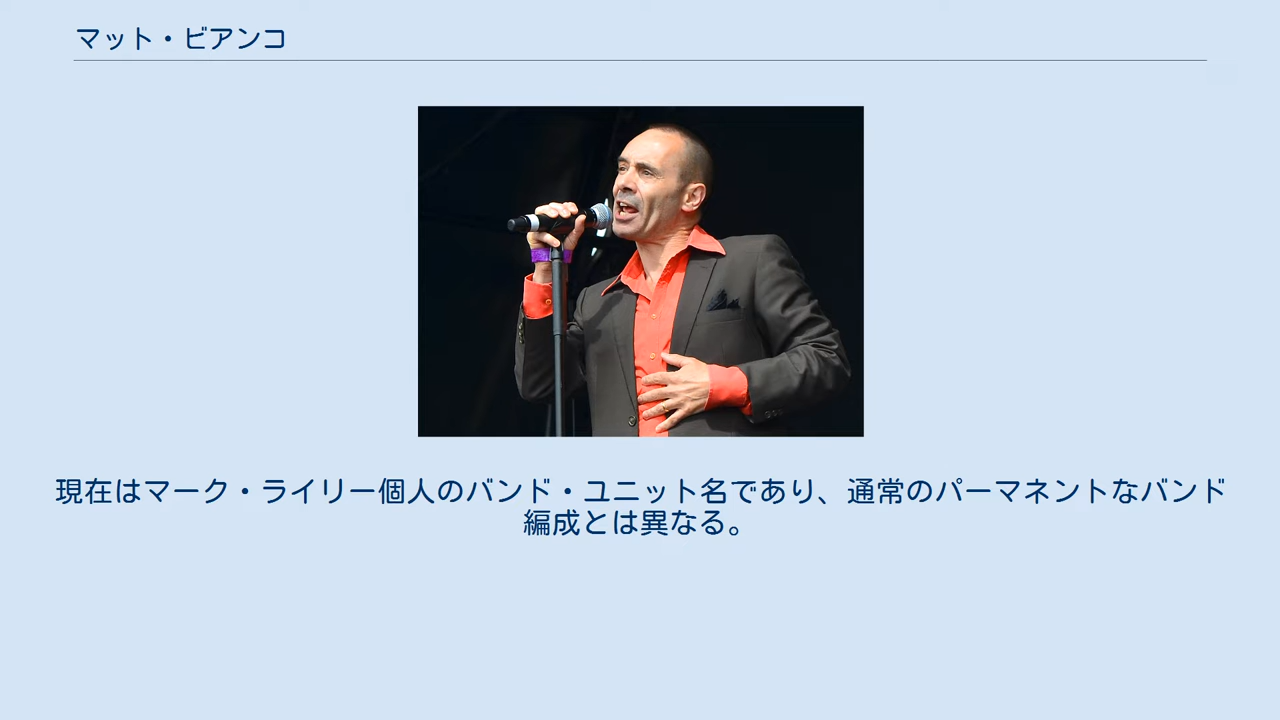 マット・ビアンコ
現在はマーク・ライリー個人のバンド・ユニット名であり、通常のパーマネントなバンド
編成とは異なる。